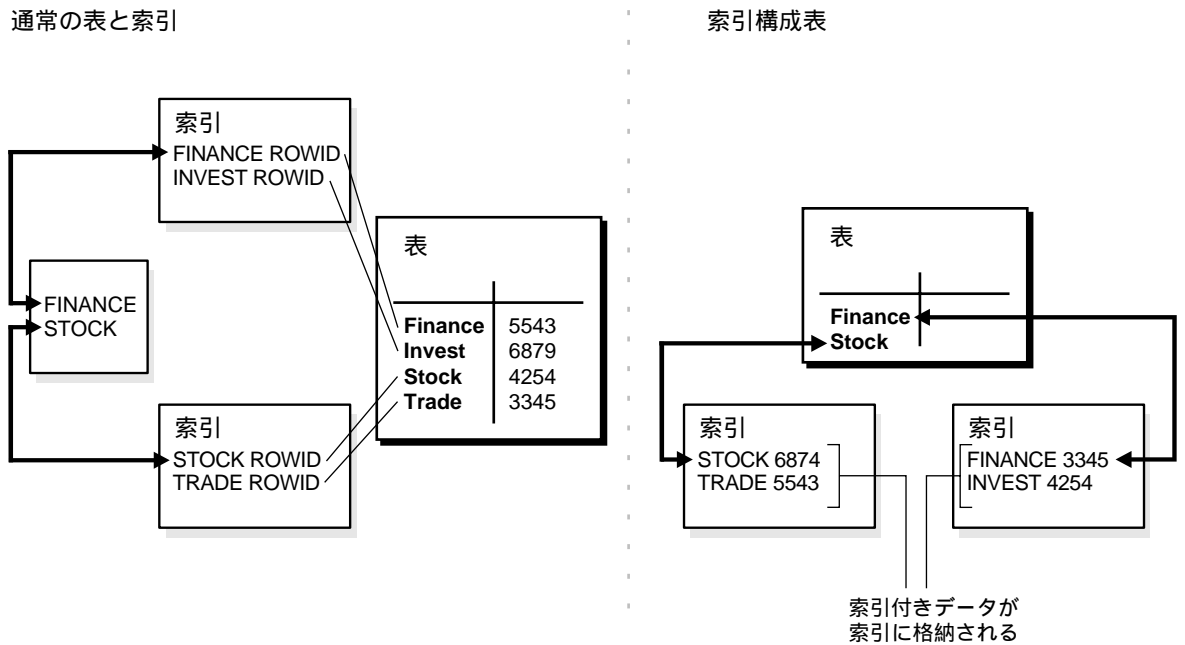 通常の表と索引
索引
FINANCE ROWID
INVEST ROWID
FINANCE
STOCK
索引
STOCK ROWID
TRADE ROWID
表
Finance 5543
Invest 6879
Stock 4254
Trade 3345
索引構成表
表
Finance
Stock
索引
STOCK 6874
TRADE 5543
索引
FINANCE 3345
INVEST 4254
索引付きデータが
索引に格納される